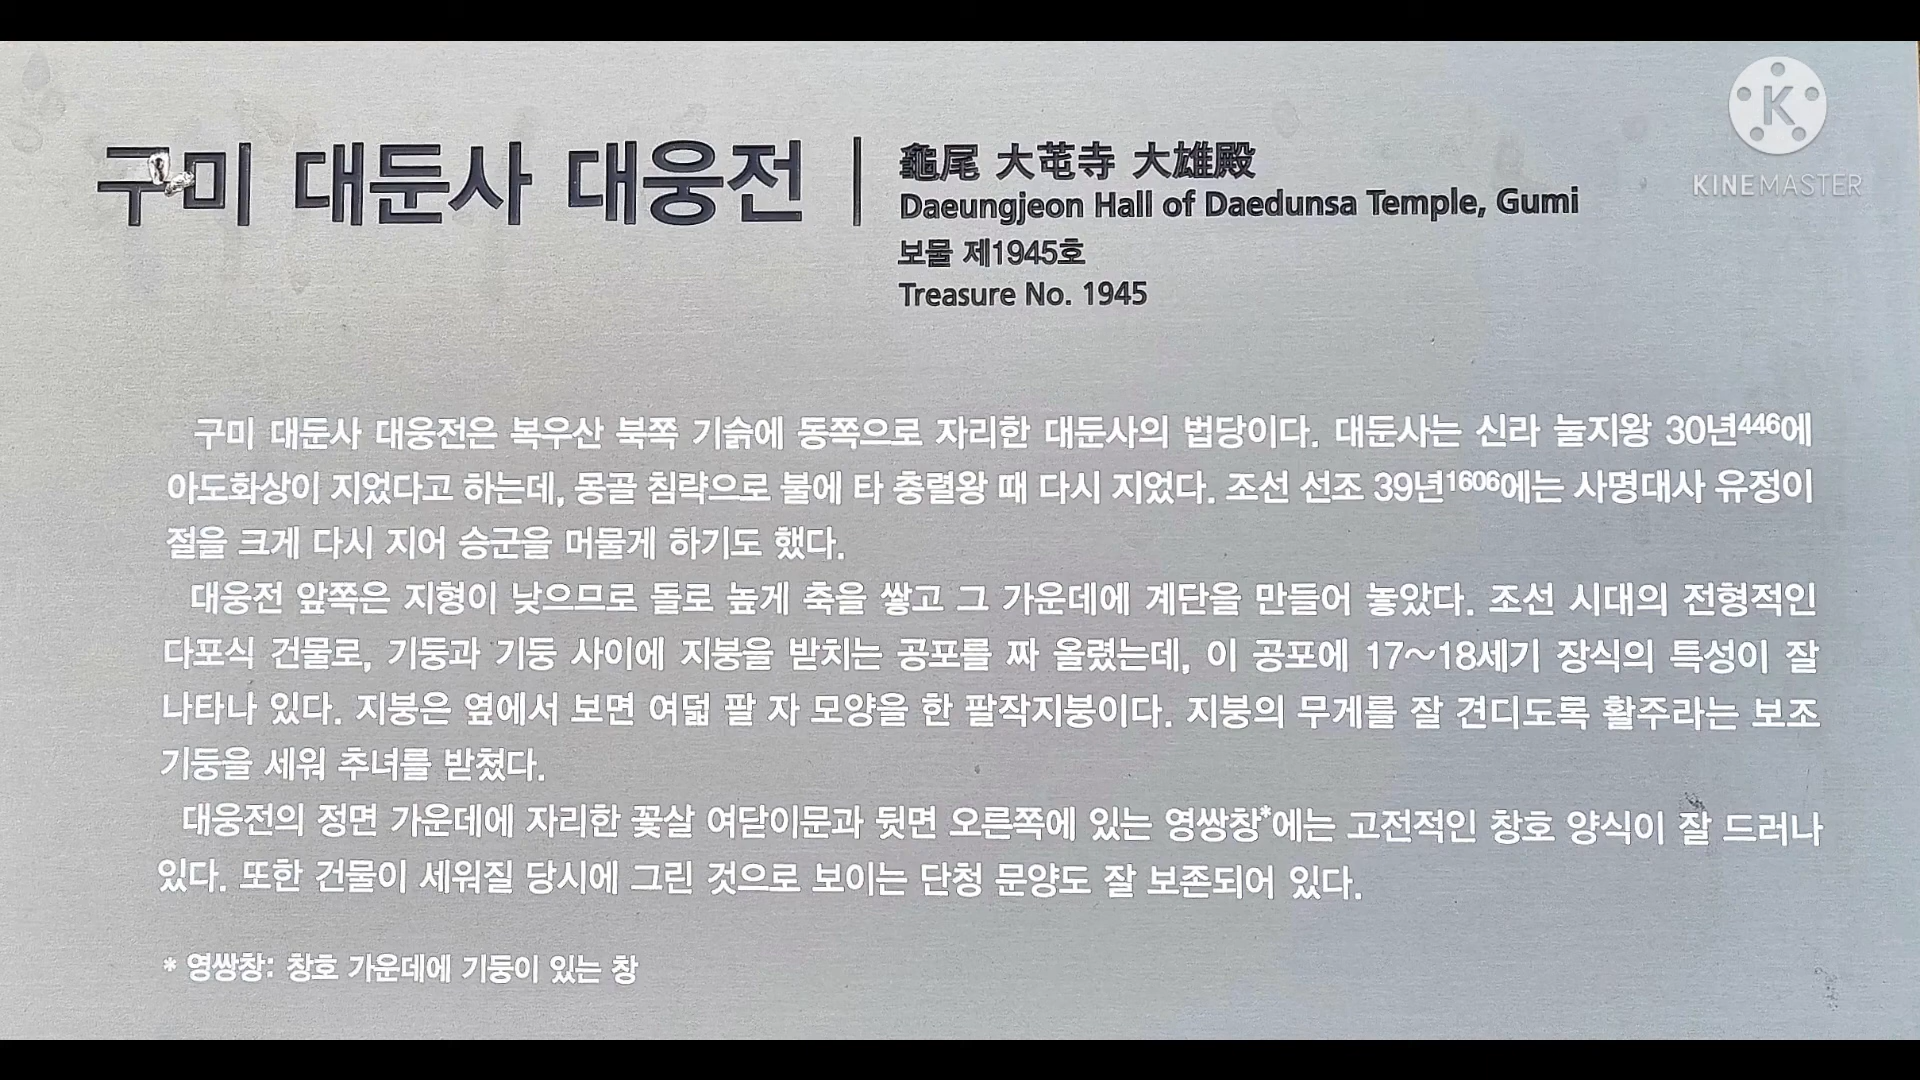 구미 대둔사 대웅전
龜尾 大芚寺 大雄殿
Daeungjeon Hall of Daedunsa Temple, Gumi
보물 제1945호
Treasure No. 1945
K
KINEMASTER
구미 대둔사 대웅전은 복우산 북쪽 기슭에 동쪽으로 자리한 대둔사의 법당이다. 대둔사는 신라 눌지왕 30년446에
아도화상이 지었다고 하는데, 몽골 침략으로 불에 타 충렬왕 때 다시 지었다. 조선 선조 39년1606에는 사명대사 유정이
절을 크게 다시 지어 승군을 머물게 하기도 했다.
대웅전 앞쪽은 지형이 낮으므로 돌로 높게 축을 쌓고 그 가운데에 계단을 만들어 놓았다. 조선 시대의 전형적인
다포식 건물로, 기둥과 기둥 사이에 지붕을 받치는 공포를 짜 올렸는데, 이 공포에 17~18세기 장식의 특성이 잘
나타나 있다. 지붕은 옆에서 보면 여덟 팔 자 모양을 한 팔작지붕이다. 지붕의 무게를 잘 견디도록 활주라는 보조
기둥을 세워 추녀를 받쳤다.
대웅전의 정면 가운데에 자리한 꽃살 여닫이문과 뒷면 오른쪽에 있는 영쌍창*에는 고전적인 창호 양식이 잘 드러나
있다. 또한 건물이 세워질 당시에 그린 것으로 보이는 단청 문양도 잘 보존되어 있다.
* 영쌍창: 창호 가운데에 기둥이 있는 창